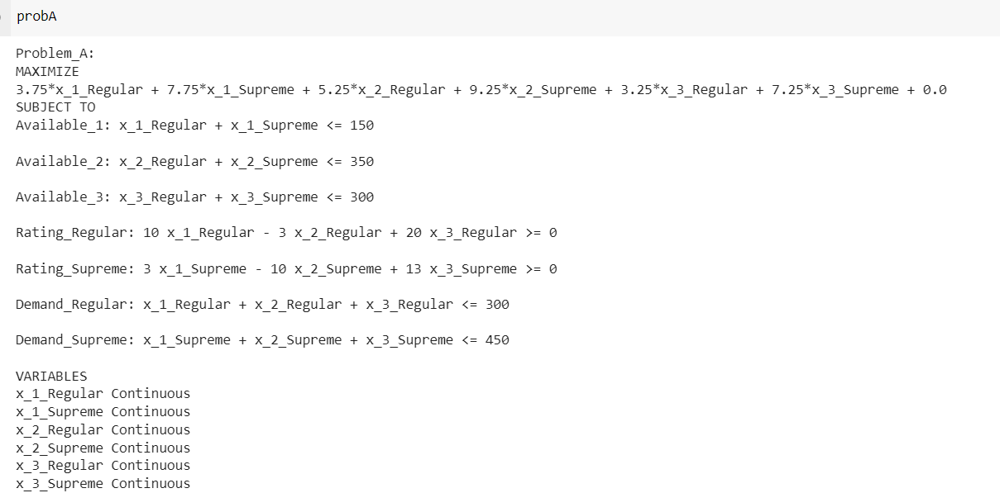 probA
Problem_A:
MAXIMIZE
3.75*x_1_Regular + 7.75*x_1_Supreme + 5.25*x_2_Regular + 9.25*x_2_Supreme + 3.25*x_3_Regular + 7.25*x_3_Supreme + 0.0
SUBJECT TO
Available_1: x_1_Regular + x_1_Supreme <= 150
Available_2: x_2_Regular + x_2_Supreme <= 350
Available_3: x_3_Regular + x_3_Supreme <= 300
Rating_Regular: 10 x_1_Regular - 3 x_2_Regular + 20 x_3_Regular >= 0
Rating_Supreme: 3 x_1_Supreme - 10 x_2_Supreme + 13 x_3_Supreme >= 0
Demand_Regular: x_1_Regular + x_2_Regular + x_3_Regular <= 300
Demand_Supreme: x_1_Supreme + x_2_Supreme + x_3_Supreme <= 450
VARIABLES
x_1_Regular Continuous
x_1_Supreme Continuous
x_2_Regular Continuous
x_2_Supreme Continuous
x_3_Regular Continuous
x_3_Supreme Continuous